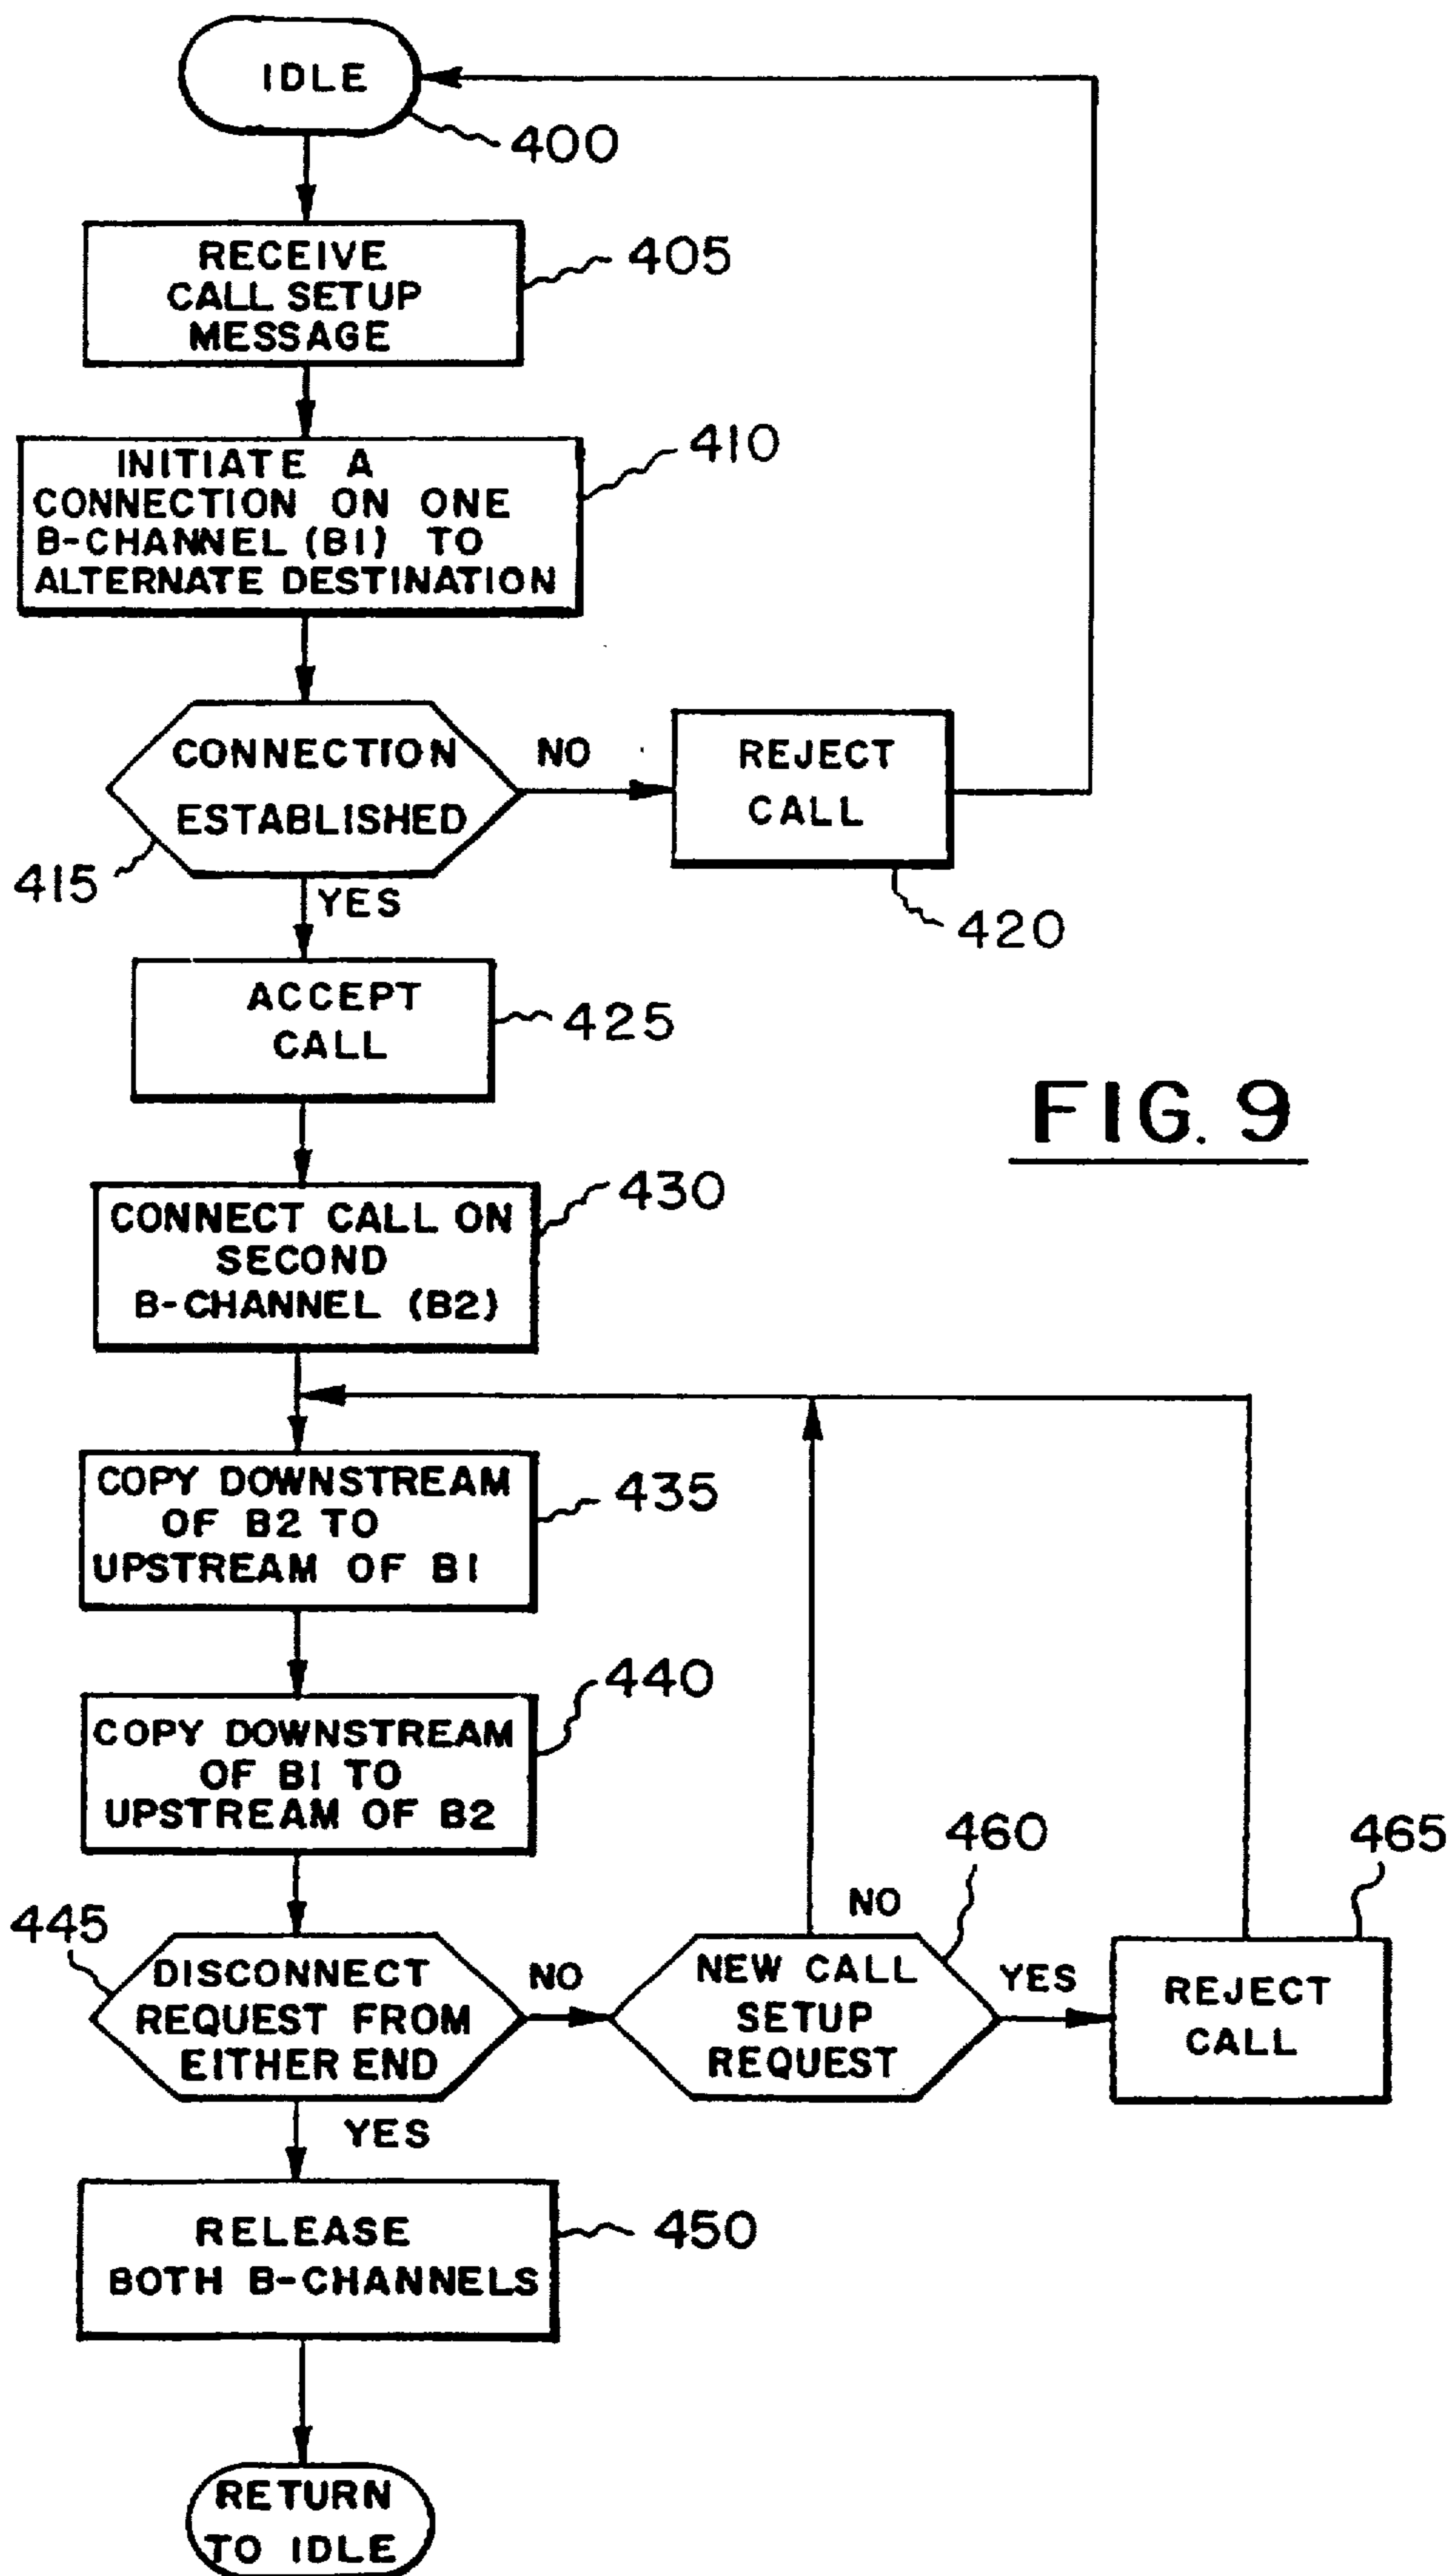 IDLE
400
RECEIVE
CALL SETUP
MESSAGE
405
INITIATE A
CONNECTION ON ONE
B-CHANNEL (B1) TO
ALTERNATE DESTINATION
410
CONNECTION
ESTABLISHED
415
NO
REJECT
CALL
420
YES
ACCEPT
CALL
425
FIG. 9
CONNECT CALL ON
SECOND
B-CHANNEL (B2)
430
COPY DOWNSTREAM
OF B2 TO
UPSTREAM OF B1
435
COPY DOWNSTREAM
OF B1 TO
UPSTREAM OF B2
440
445
DISCONNECT
REQUEST FROM
EITHER END
NO
NEW CALL
SETUP
REQUEST
460
NO
YES
REJECT
CALL
465
YES
RELEASE
BOTH B-CHANNELS
450
RETURN
TO IDLE